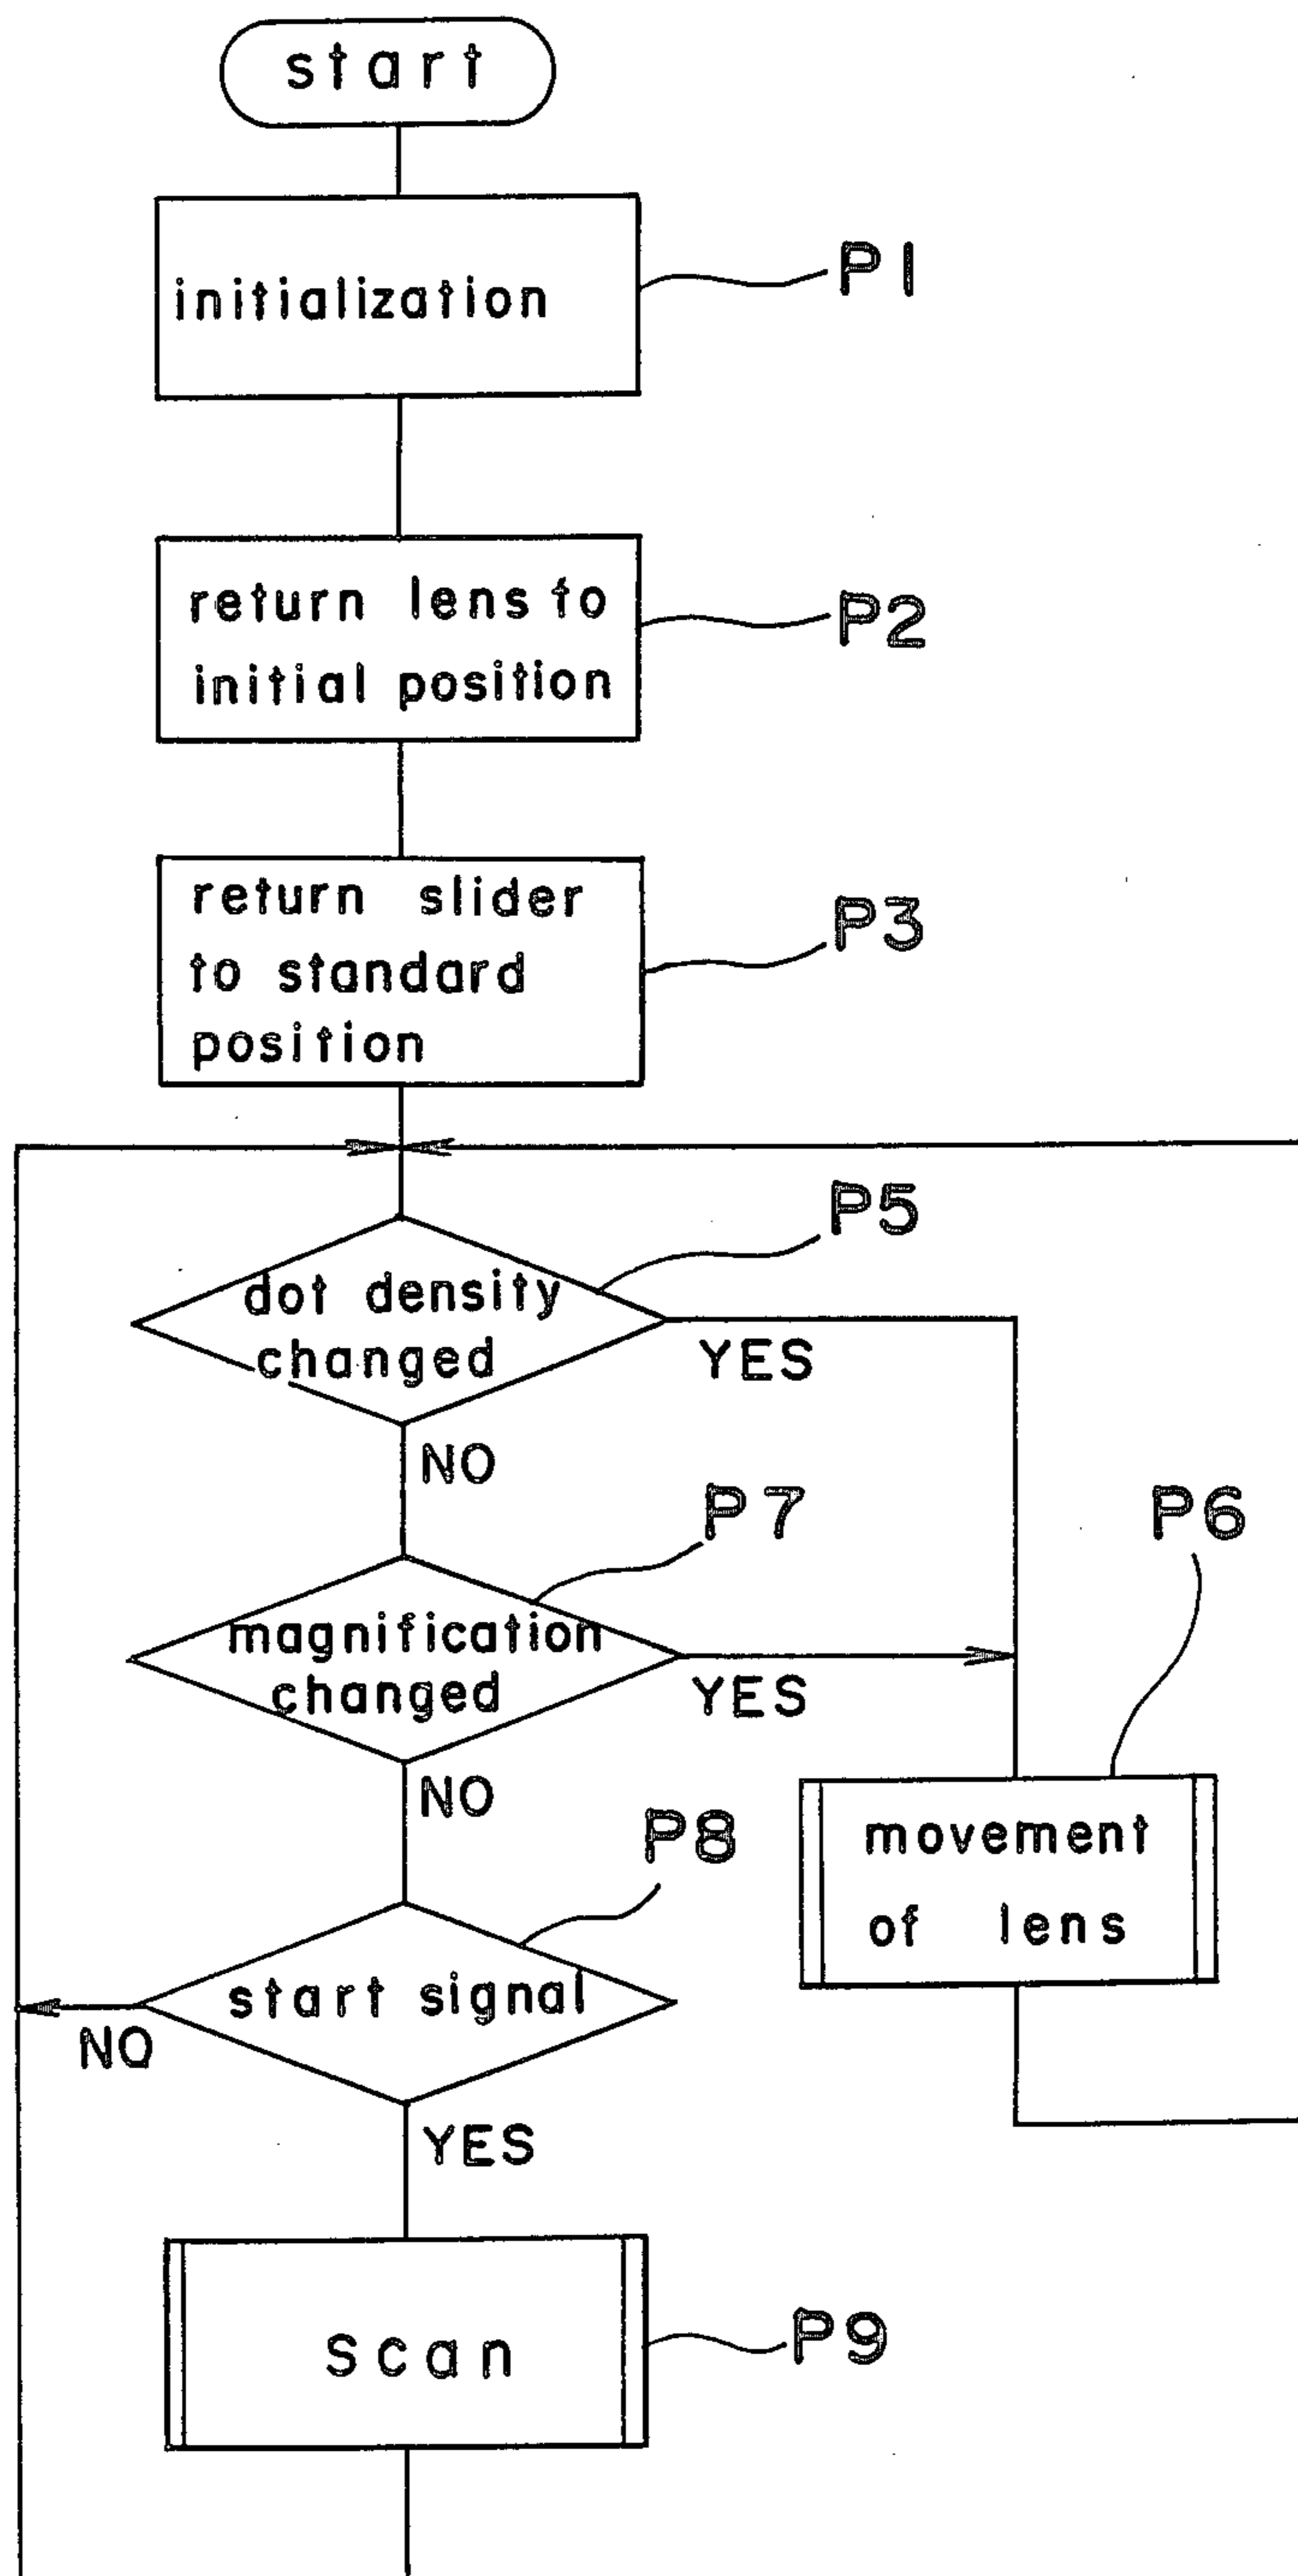 start
initialization
P1
return lens to
initial position
P2
return slider
to standard
position
P3
P5
dot density
changed
YES
NO
P7
P6
magnification
changed
YES
NO
P8
movement
of lens
start signal
NO
YES
Scan
P9